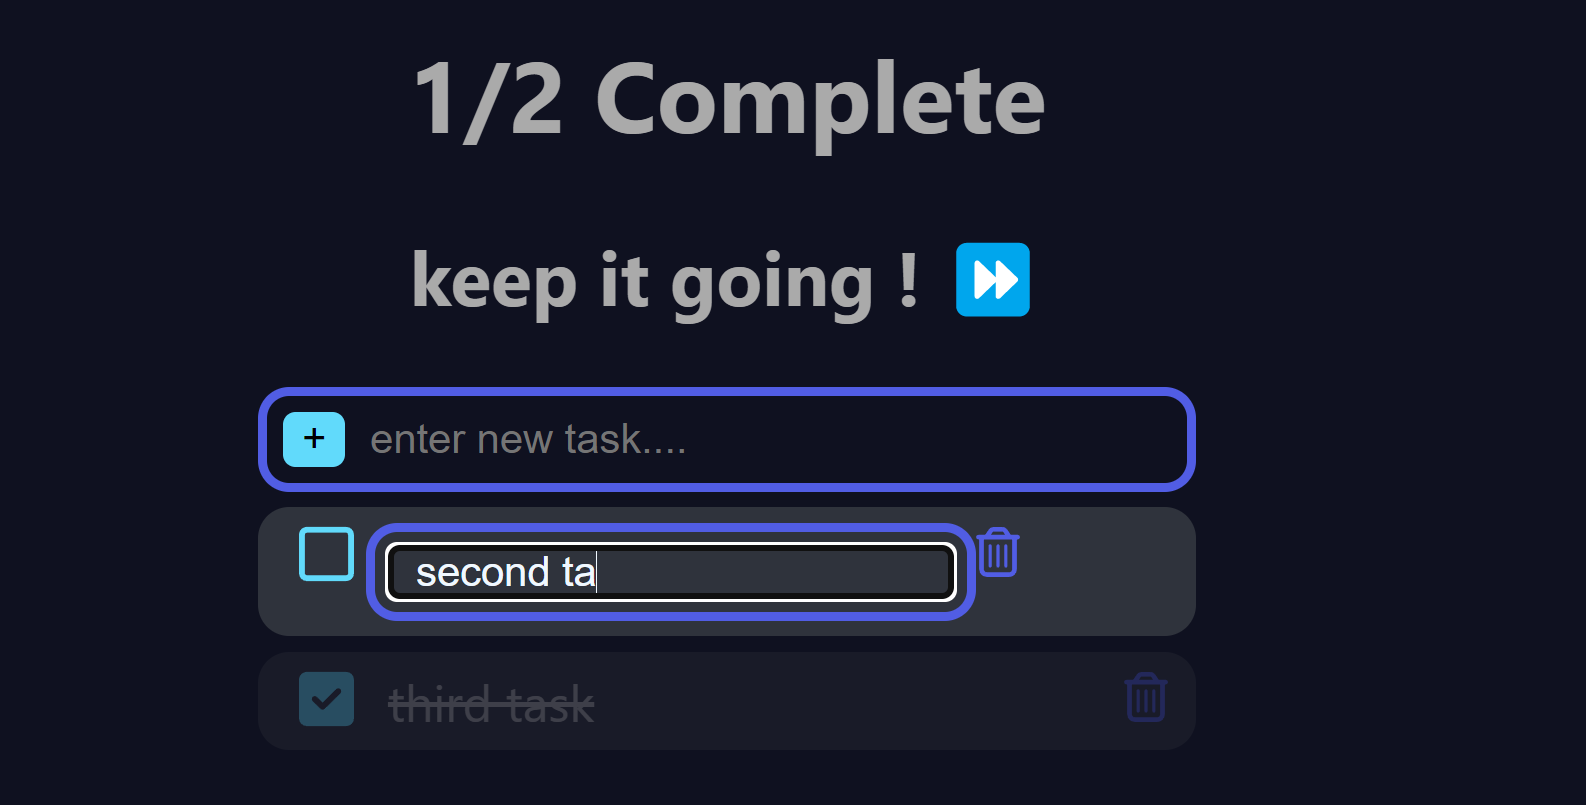 1/2 Complete
keep it going ! ⏩
+ enter new task....
second ta
third task